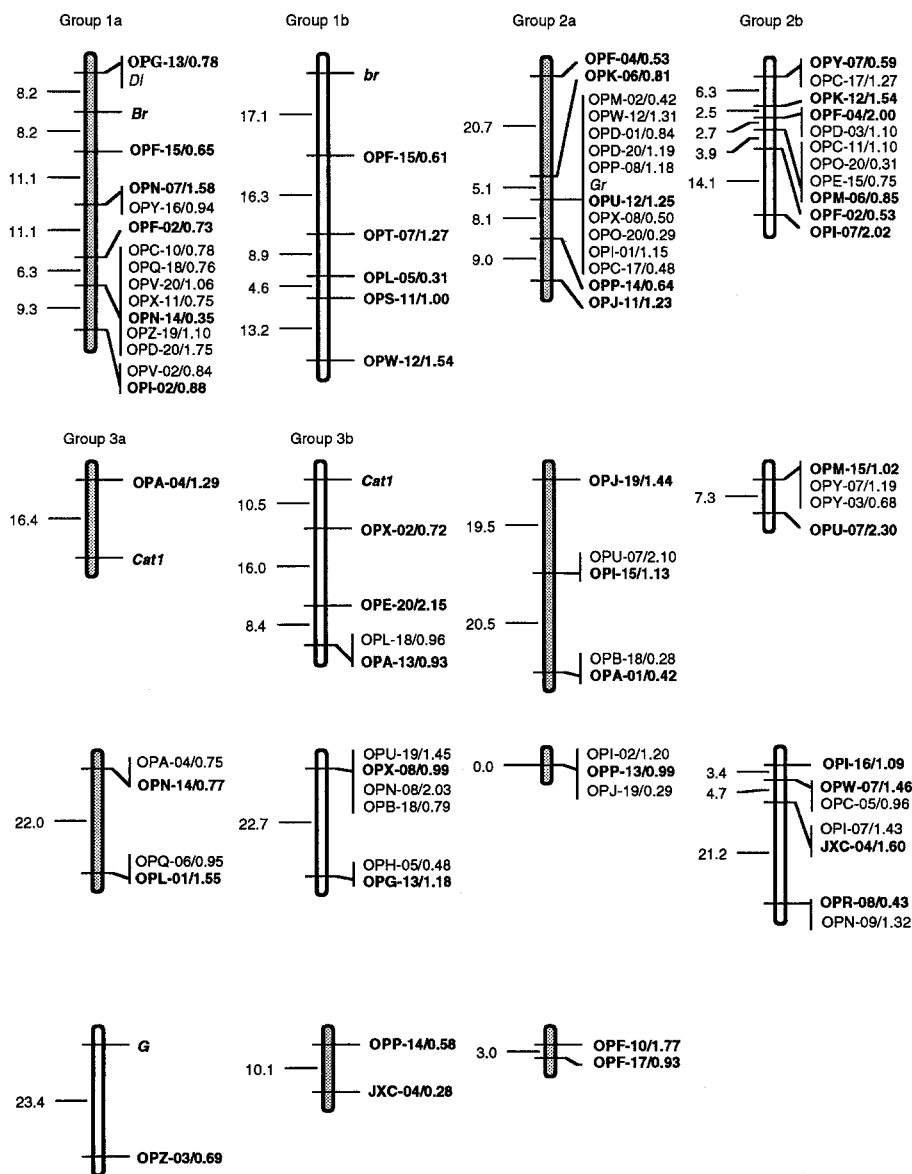 Group 1a
8.2
8.2
11.1
11.1
6.3
9.3
OPG-13/0.78
Dl
Br
OPF-15/0.65
OPN-07/1.58
OPY-16/0.94
OPF-02/0.73
OPC-10/0.78
OPQ-18/0.76
OPV-20/1.06
OPX-11/0.75
OPN-14/0.35
OPZ-19/1.10
OPD-20/1.75
OPV-02/0.84
OPI-02/0.88
Group 1b
17.1
16.3
8.9
4.6
13.2
br
OPF-15/0.61
OPT-07/1.27
OPL-05/0.31
OPS-11/1.00
OPW-12/1.54
Group 2a
20.7
5.1
8.1
9.0
OPF-04/0.53
OPK-06/0.81
OPM-02/0.42
OPW-12/1.31
OPD-01/0.84
OPD-20/1.19
OPP-08/1.18
Gr
OPU-12/1.25
OPX-08/0.50
OPO-20/0.29
OPI-01/1.15
OPC-17/0.48
OPP-14/0.64
OPJ-11/1.23
Group 2b
6.3
2.5
2.7
3.9
14.1
OPY-07/0.59
OPC-17/1.27
OPK-12/1.54
OPF-04/2.00
OPD-03/1.10
OPC-11/1.10
OPO-20/0.31
OPE-15/0.75
OPM-06/0.85
OPF-02/0.53
OPI-07/2.02
Group 3a
16.4
OPA-04/1.29
Cat1
Group 3b
10.5
16.0
8.4
Cat1
OPX-02/0.72
OPE-20/2.15
OPL-18/0.96
OPA-13/0.93
19.5
20.5
OPJ-19/1.44
OPU-07/2.10
OPI-15/1.13
OPB-18/0.28
OPA-01/0.42
7.3
OPM-15/1.02
OPY-07/1.19
OPY-03/0.68
OPU-07/2.30
22.0
OPA-04/0.75
OPN-14/0.77
OPQ-06/0.95
OPL-01/1.55
22.7
OPU-19/1.45
OPX-08/0.99
OPN-08/2.03
OPB-18/0.79
OPH-05/0.48
OPG-13/1.18
0.0
OPI-02/1.20
OPP-13/0.99
OPJ-19/0.29
3.4
4.7
21.2
OPI-16/1.09
OPW-07/1.46
OPC-05/0.96
OPI-07/1.43
JXC-04/1.60
OPR-08/0.43
OPN-09/1.32
23.4
G
OPZ-03/0.69
10.1
OPP-14/0.58
JXC-04/0.28
3.0
OPF-10/1.77
OPF-17/0.93